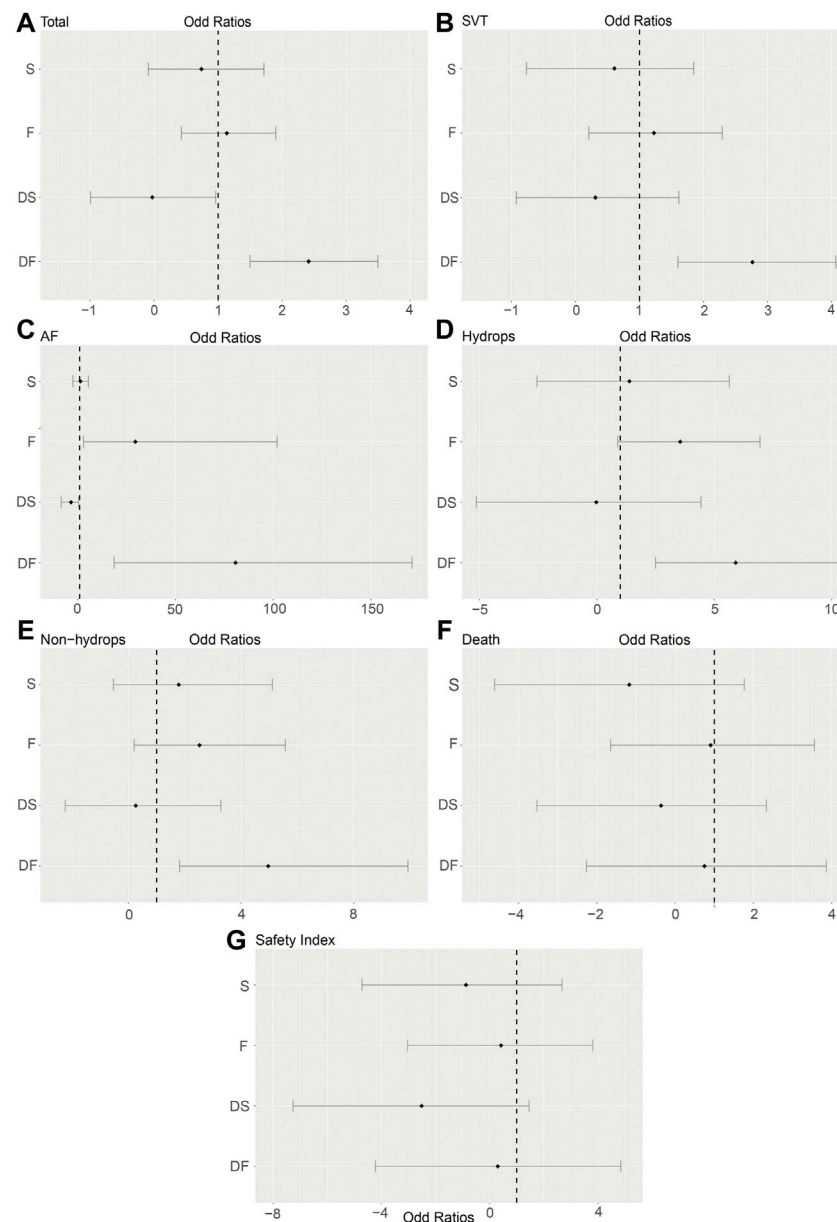 A Total Odd Ratios
S
F
DS
DF
−1 0 1 2 3 4
B SVT Odd Ratios
S
F
DS
DF
−1 0 1 2 3 4
C AF Odd Ratios
S
F
DS
DF
0 50 100 150
D Hydrops Odd Ratios
S
F
DS
DF
−5 0 5 10
E Non−hydrops Odd Ratios
S
F
DS
DF
0 4 8
F Death Odd Ratios
S
F
DS
DF
−4 −2 0 2 4
G Safety Index
S
F
DS
DF
−8 −4 0 4
Odd Ratios